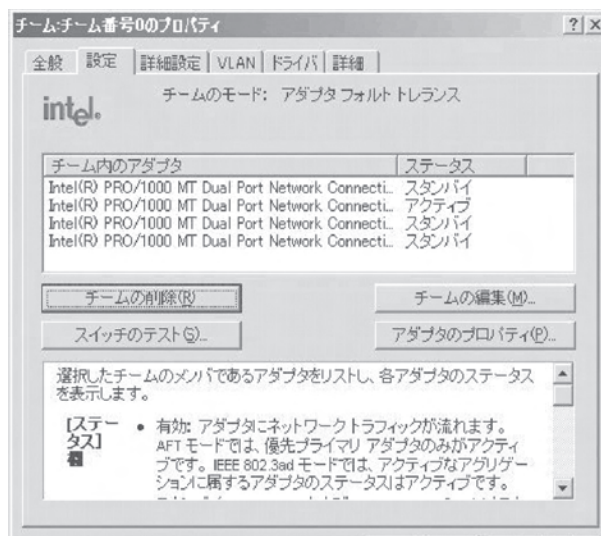 チーム:チーム番号0のプロパティ
全般 設定 詳細設定 VLAN ドライバ 詳細
intel.
チームのモード: アダプタ フォルト トレランス
チーム内のアダプタ ステータス
Intel(R) PRO/1000 MT Dual Port Network Connecti... スタンバイ
Intel(R) PRO/1000 MT Dual Port Network Connecti... アクティブ
Intel(R) PRO/1000 MT Dual Port Network Connecti... スタンバイ
Intel(R) PRO/1000 MT Dual Port Network Connecti... スタンバイ
チームの削除(R) チームの編集(M)...
スイッチのテスト(S)... アダプタのプロパティ(P)...
選択したチームのメンバであるアダプタをリストし、各アダプタのステータス
を表示します。
[ステー
タス]
• 有効: アダプタにネットワークトラフィックが流れます。
AFT モードでは、優先プライマリ アダプタのみがアクティ
ブです。IEEE 802.3ad モードでは、アクティブなアグリゲー
ションに属するアダプタのステータスはアクティブです。